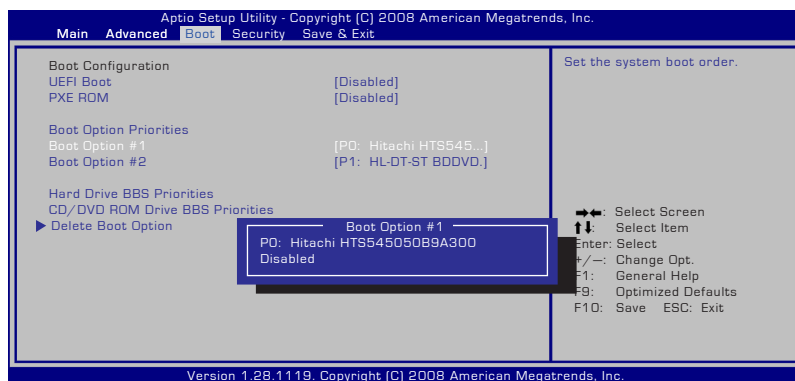 Aptio Setup Utility - Copyright (C) 2008 American Megatrends, Inc.
Main Advanced Boot Security Save & Exit
Boot Configuration
UEFI Boot [Disabled]
PXE ROM [Disabled]
Boot Option Priorities
Boot Option #1 [P0: Hitachi HTS545...]
Boot Option #2 [P1: HL-DT-ST BDDVD.]
Hard Drive BBS Priorities
CD/DVD ROM Drive BBS Priorities
Delete Boot Option
Boot Option #1
P0: Hitachi HTS545050B9A300
Disabled
Set the system boot order.
→←: Select Screen
↑↓: Select Item
Enter: Select
+/—: Change Opt.
F1: General Help
F9: Optimized Defaults
F10: Save ESC: Exit
Version 1.28.1119. Copyright (C) 2008 American Megatrends, Inc.